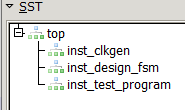 SST
top
inst_clkgen
inst_design_fsm
inst_test_program